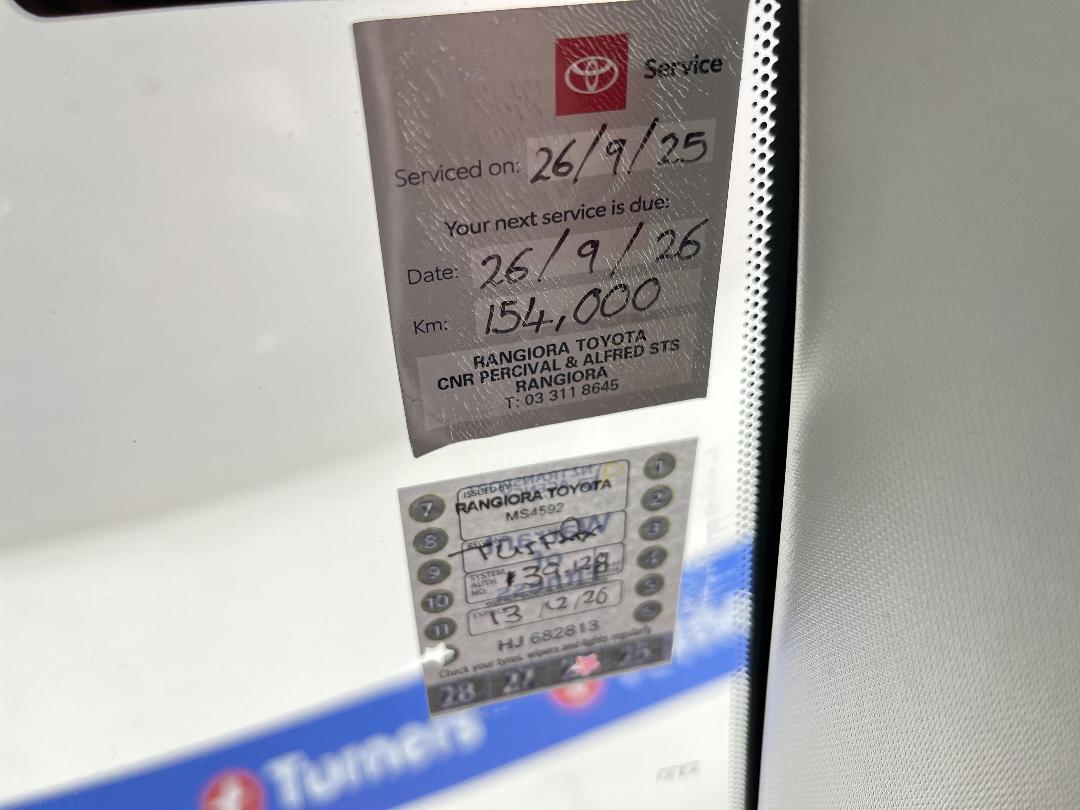 Service
Serviced on: 26/9/25
Your next service is due:
Date: 26/9/26
Km: 154,000
RANGIORA TOYOTA
CNR PERCIVAL & ALFRED STS
RANGIORA
T: 03 311 8645
ISSUED BY
RANGIORA TOYOTA
MS4592
7 8 9 10 11
1 2 3 4 5
SYSTEM
AUTH
NO.
13/12/26
HJ 682813
Check your tyres, wipers and lights regularly
28 27 25
Turners